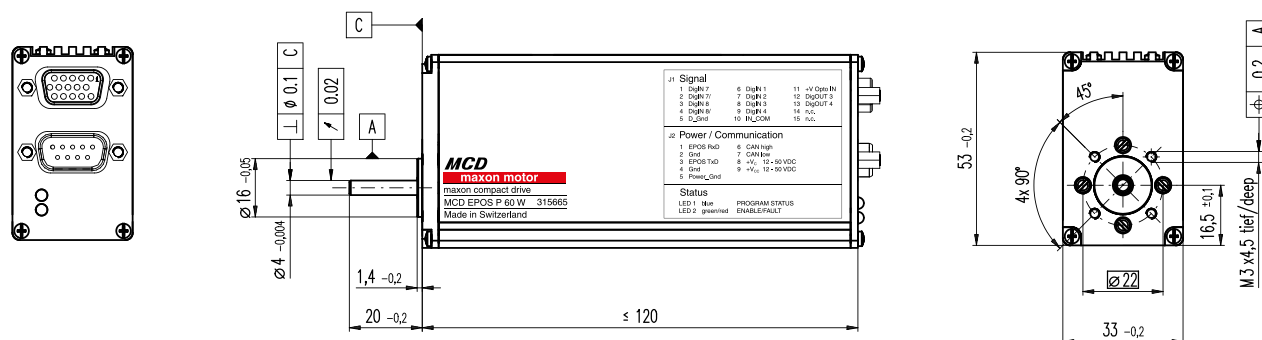 C
⊥ ⌀ 0.1 C
↗ 0.02
A
⌀16 -0,05
⌀4 -0,004
1,4 -0,2
20 -0,2
≤ 120
MCD
maxon motor
maxon compact drive
MCD EPOS P 60 W 315665
Made in Switzerland
J1 Signal
1 DigIN 7 6 DigIN 1 11 +V Opto IN
2 DigIN 7/ 7 DigIN 2 12 DigOUT 3
3 DigIN 8 8 DigIN 3 13 DigOUT 4
4 DigIN 8/ 9 DigIN 4 14 n.c.
5 D_Gnd 10 IN_COM 15 n.c.
J2 Power / Communication
1 EPOS RxD 6 CAN high
2 Gnd 7 CAN low
3 EPOS TxD 8 +Vc 12 - 50 VDC
4 Gnd 9 +Vcc 12 - 50 VDC
5 Power_Gnd
Status
LED 1 blue PROGRAM STATUS
LED 2 green/red ENABLE/FAULT
53 -0,2
45°
4x 90°
⌀22
33 -0,2
16,5 ±0,1
M3 x4,5 tief/deep
⌖ 0.2 A